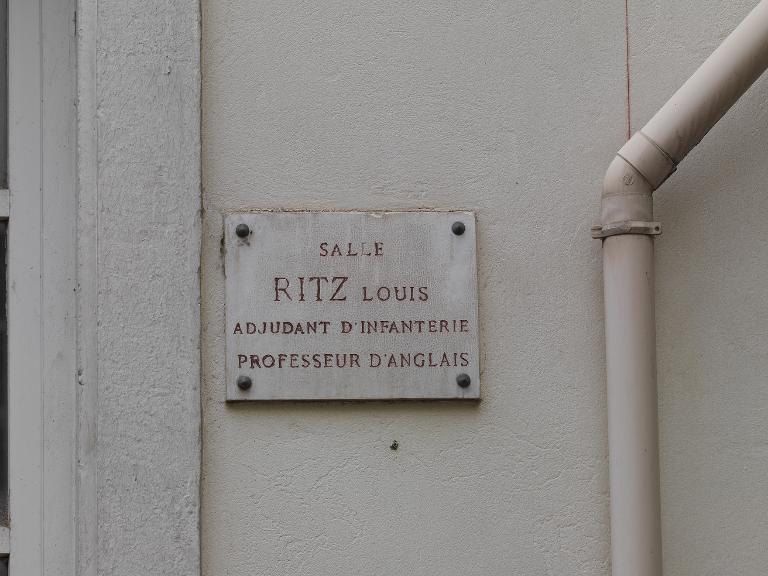 SALLE
RITZ LOUIS
ADJUDANT D'INFANTERIE
PROFESSEUR D'ANGLAIS